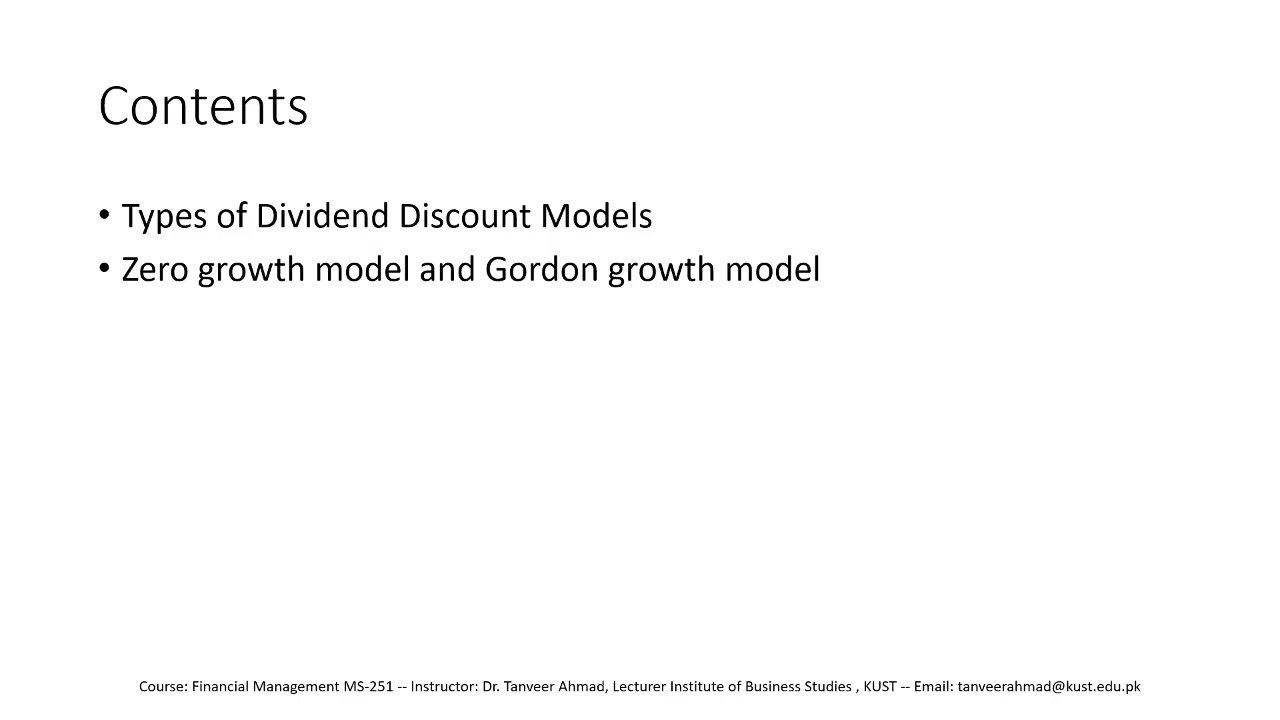 Contents
• Types of Dividend Discount Models
• Zero growth model and Gordon growth model
Course: Financial Management MS-251 -- Instructor: Dr. Tanveer Ahmad, Lecturer Institute of Business Studies , KUST -- Email: tanveerahmad@kust.edu.pk